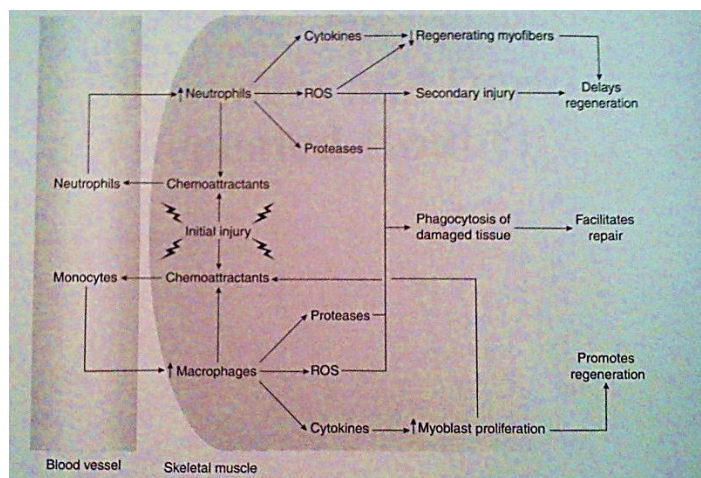 Cytokines
↓ Regenerating myofibers
↑ Neutrophils
ROS
Secondary injury
Delays
regeneration
Proteases
Neutrophils
Chemoattractants
Initial injury
Phagocytosis of
damaged tissue
Facilitates
repair
Monocytes
Chemoattractants
Proteases
↑ Macrophages
ROS
Promotes
regeneration
Cytokines
↑ Myoblast proliferation
Blood vessel
Skeletal muscle